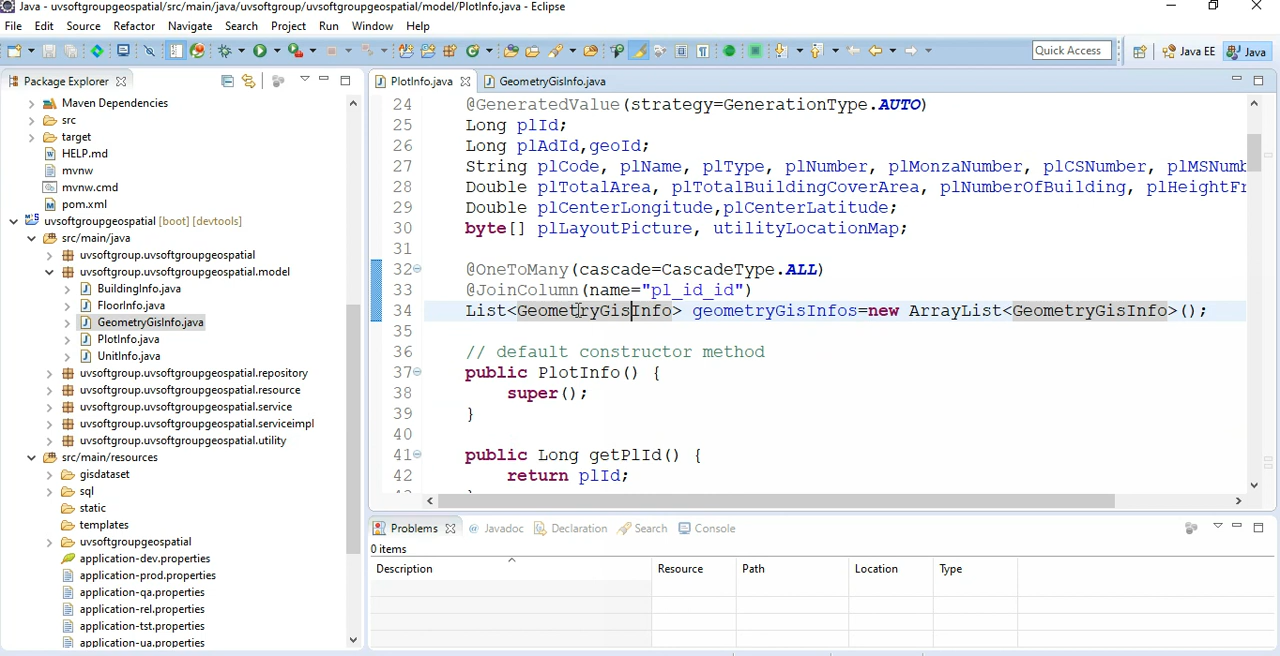 Java - uvsoftgroupgeospatial/src/main/java/uvsoftgroup/uvsoftgroupgeospatial/model/PlotInfo.java - Eclipse
File Edit Source Refactor Navigate Search Project Run Window Help
Quick Access Java EE Java
Package Explorer
Maven Dependencies
src
target
HELP.md
mvnw
mvnw.cmd
pom.xml
uvsoftgroupgeospatial [boot] [devtools]
src/main/java
uvsoftgroup.uvsoftgroupgeospatial
uvsoftgroup.uvsoftgroupgeospatial.model
BuildingInfo.java
FloorInfo.java
GeometryGisInfo.java
PlotInfo.java
UnitInfo.java
uvsoftgroup.uvsoftgroupgeospatial.repository
uvsoftgroup.uvsoftgroupgeospatial.resource
uvsoftgroup.uvsoftgroupgeospatial.service
uvsoftgroup.uvsoftgroupgeospatial.serviceimpl
uvsoftgroup.uvsoftgroupgeospatial.utility
src/main/resources
gisdataset
sql
static
templates
uvsoftgroupgeospatial
application-dev.properties
application-prod.properties
application-qa.properties
application-rel.properties
application-tst.properties
application-ua.properties
PlotInfo.java GeometryGisInfo.java
24 @GeneratedValue(strategy=GenerationType.AUTO)
25 Long plId;
26 Long plAdId,geoId;
27 String plCode, plName, plType, plNumber, plMonzaNumber, plCSNumber, plMSNumb
28 Double plTotalArea, plTotalBuildingCoverArea, plNumberOfBuilding, plHeightFr
29 Double plCenterLongitude,plCenterLatitude;
30 byte[] plLayoutPicture, utilityLocationMap;
31
32 @OneToMany(cascade=CascadeType.ALL)
33 @JoinColumn(name="pl_id_id")
34 List<GeometryGisInfo> geometryGisInfos=new ArrayList<GeometryGisInfo>();
35
36 // default constructor method
37 public PlotInfo() {
38 super();
39 }
40
41 public Long getPlId() {
42 return plId;
Problems Javadoc Declaration Search Console
0 items
Description Resource Path Location Type